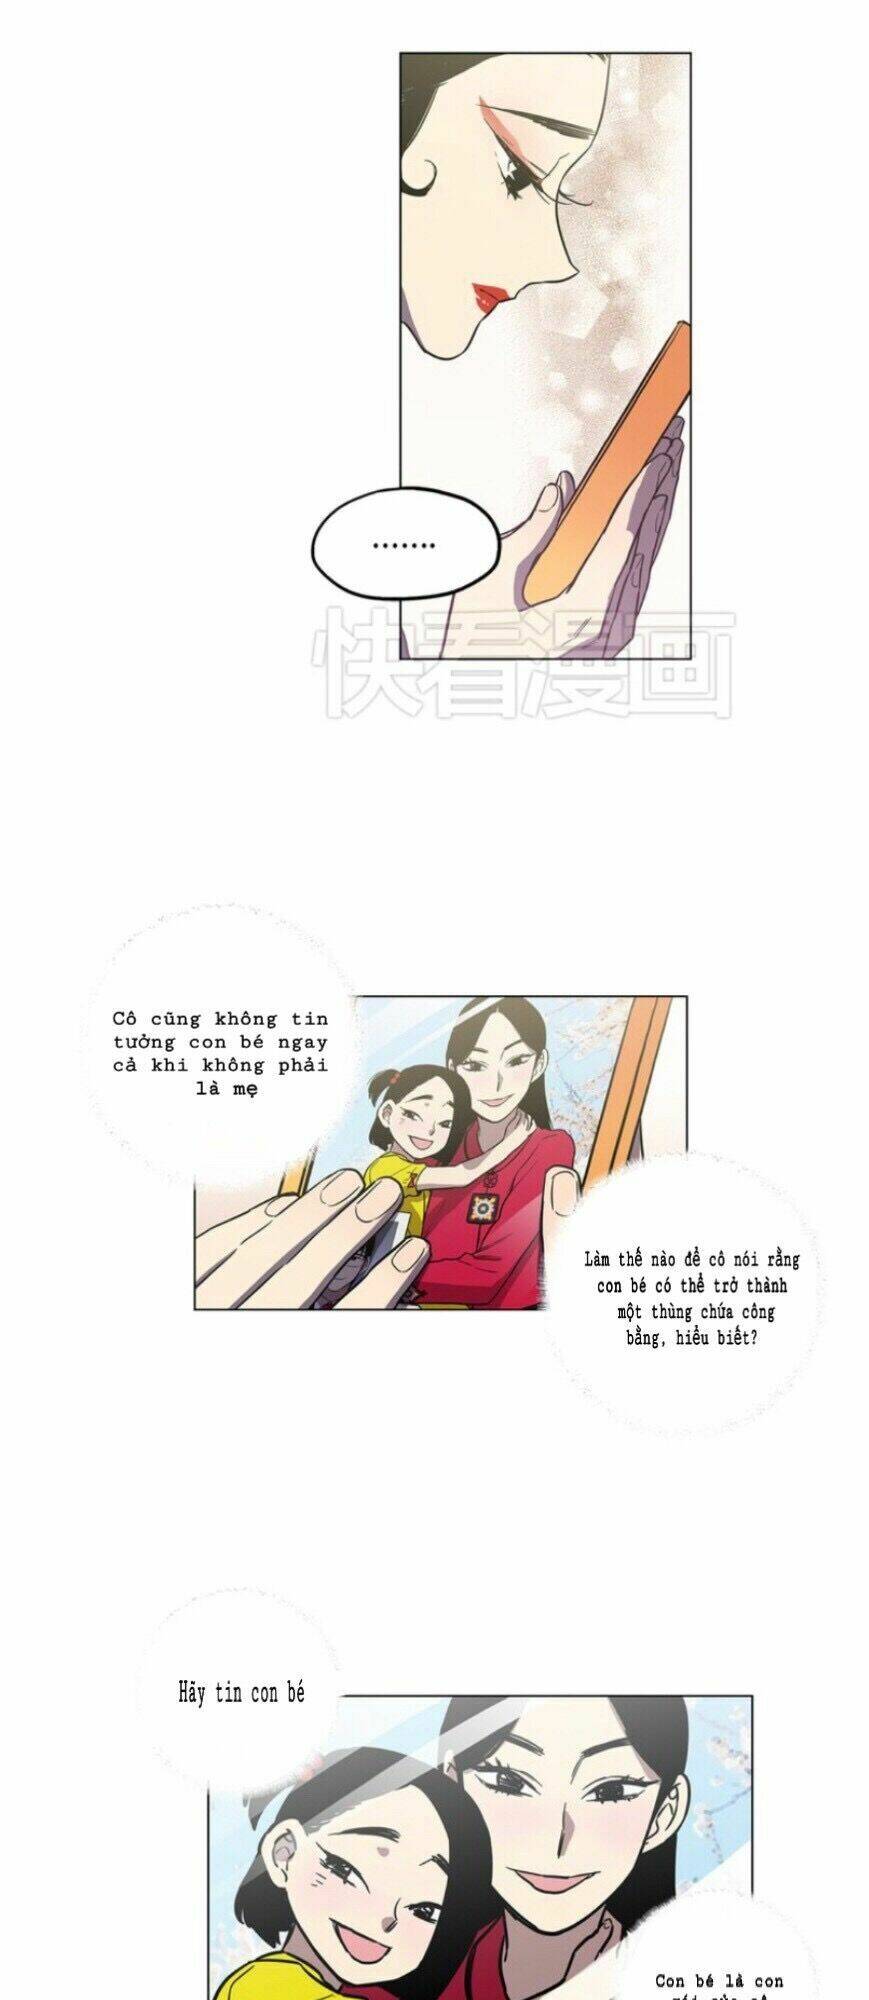 .......
快看漫画
Cô cũng không tin
tưởng con bé ngay
cả khi không phải
là mẹ
Làm thế nào để cô nói rằng
con bé có thể trở thành
một thùng chứa công
bằng, hiểu biết?
Hãy tin con bé
Con bé là con